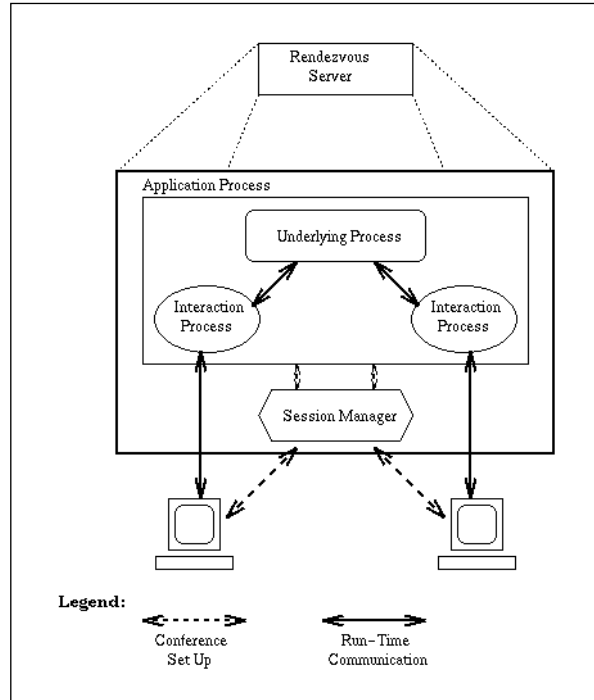 Rendezvous
Server
Application Process
Underlying Process
Interaction
Process
Interaction
Process
Session Manager
Legend:
Conference
Set Up
Run-Time
Communication